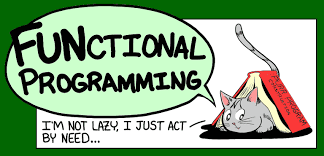 FUNCTIONAL
PROGRAMMING
I'M NOT LAZY, I JUST ACT
BY NEED...